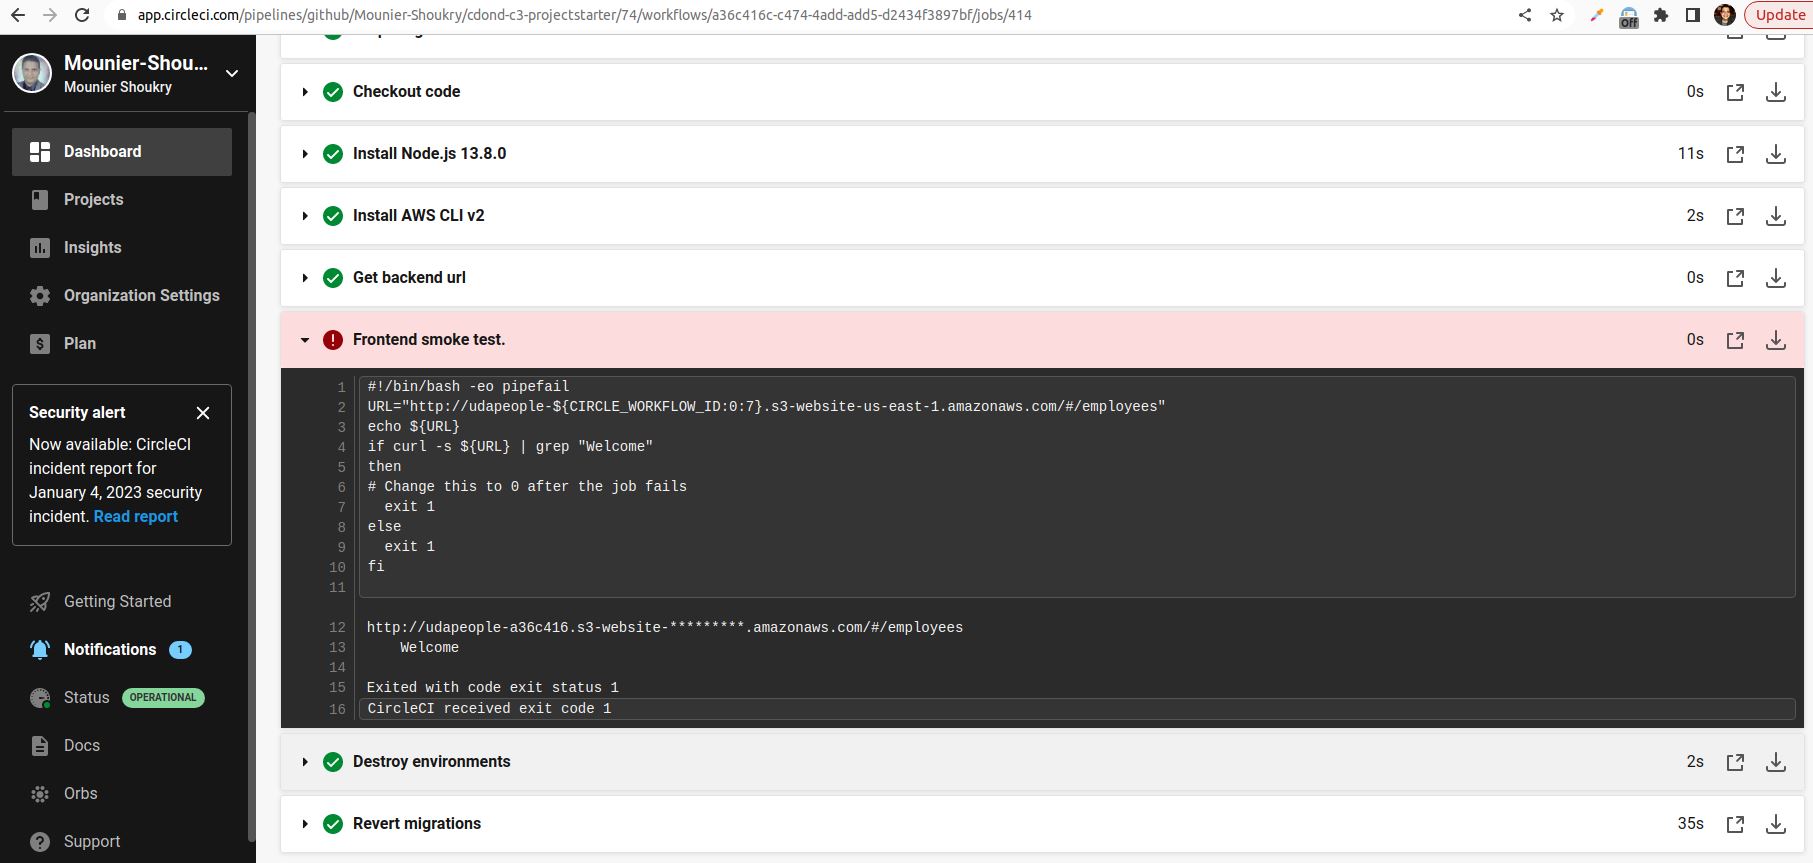 app.circleci.com/pipelines/github/Mounier-Shoukry/cdond-c3-projectstarter/74/workflows/a36c416c-c474-4add-add5-d2434f3897bf/jobs/414
Off
Update
Mounier-Shou...
Mounier Shoukry
Dashboard
Projects
Insights
Organization Settings
Plan
Security alert
Now available: CircleCI
incident report for
January 4, 2023 security
incident. Read report
Getting Started
Notifications 1
Status OPERATIONAL
Docs
Orbs
Support
Checkout code 0s
Install Node.js 13.8.0 11s
Install AWS CLI v2 2s
Get backend url 0s
Frontend smoke test. 0s
1 #!/bin/bash -eo pipefail
2 URL="http://udapeople-${CIRCLE_WORKFLOW_ID:0:7}.s3-website-us-east-1.amazonaws.com/#/employees"
3 echo ${URL}
4 if curl -s ${URL} | grep "Welcome"
5 then
6 # Change this to 0 after the job fails
7 exit 1
8 else
9 exit 1
10 fi
11
12 http://udapeople-a36c416.s3-website-*********.amazonaws.com/#/employees
13 Welcome
14
15 Exited with code exit status 1
16 CircleCI received exit code 1
Destroy environments 2s
Revert migrations 35s